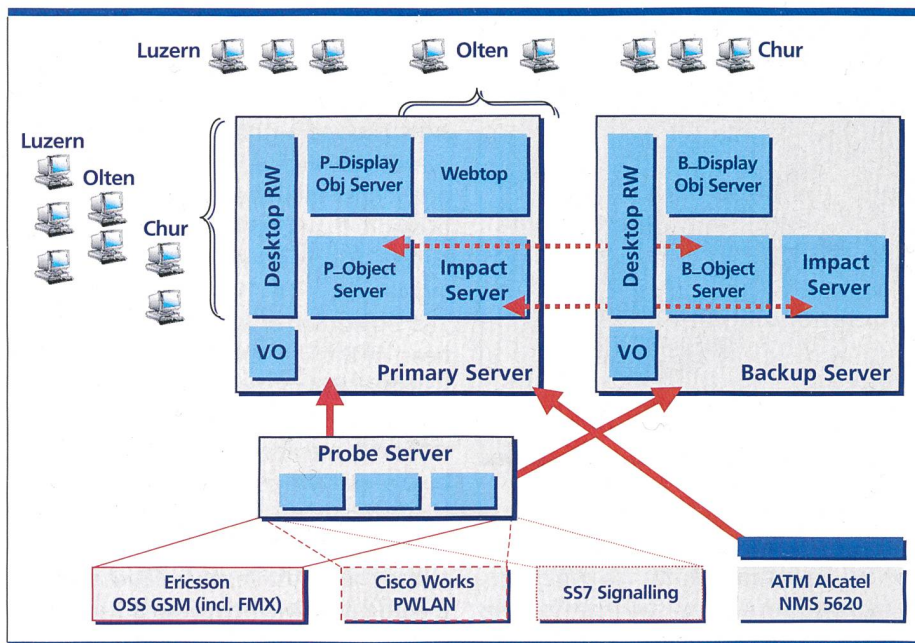 Luzern
Olten
Chur
Luzern
Olten
Chur
Desktop RW
P_Display
Obj Server
Webtop
P_Object
Server
Impact
Server
VO
Primary Server
Desktop RW
B_Display
Obj Server
B_Object
Server
Impact
Server
VO
Backup Server
Probe Server
Ericsson
OSS GSM (incl. FMX)
Cisco Works
PWLAN
SS7 Signalling
ATM Alcatel
NMS 5620